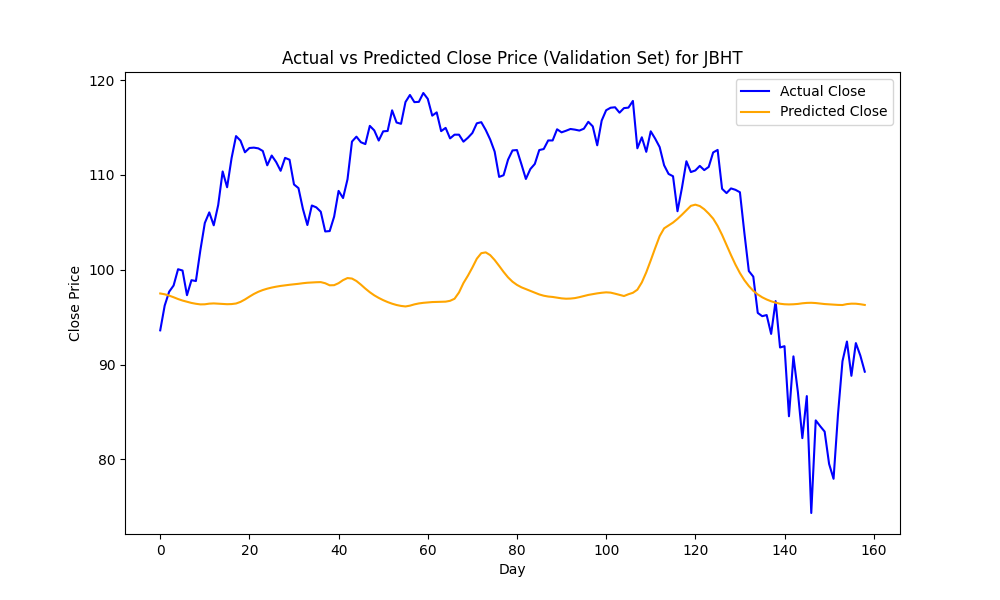 Actual vs Predicted Close Price (Validation Set) for JBHT
Actual Close
Predicted Close
Close Price
120
110
100
90
80
0 20 40 60 80 100 120 140 160
Day